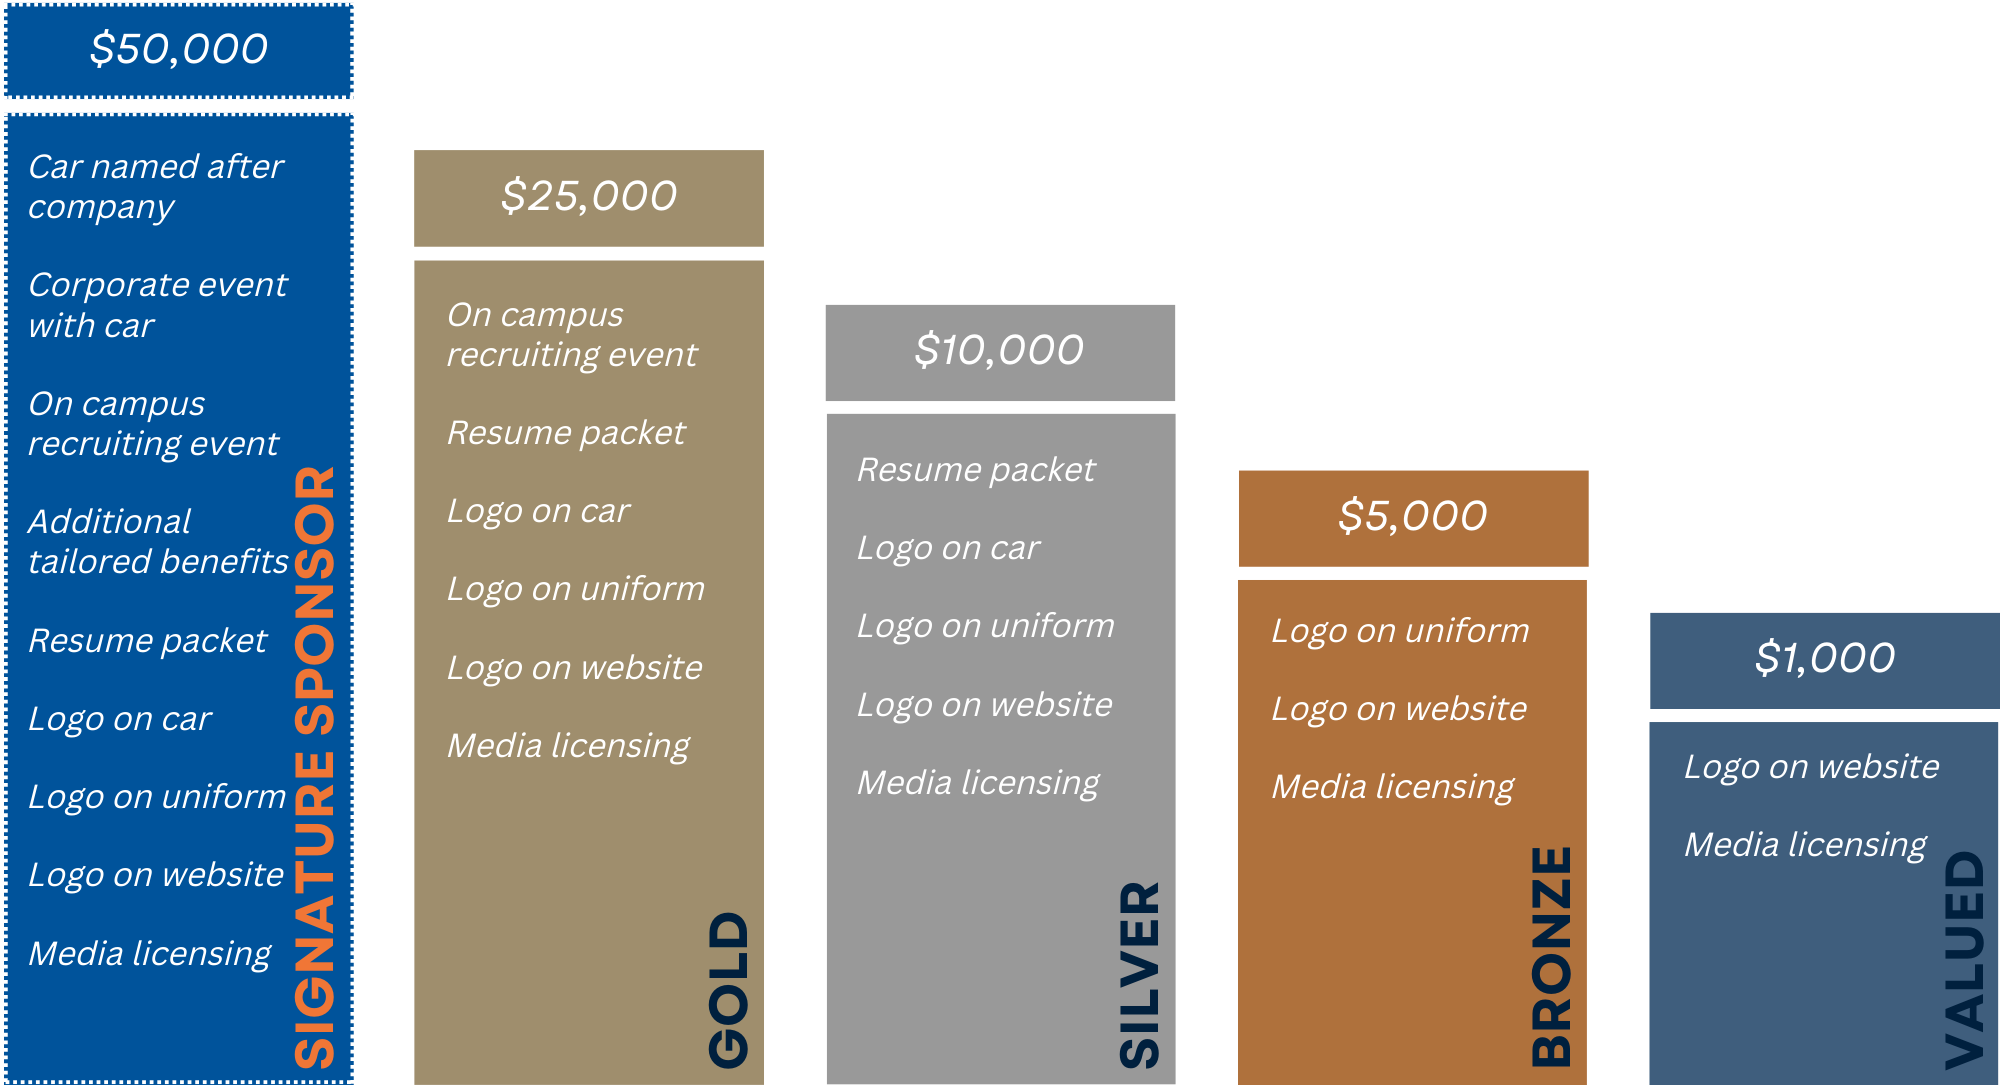 $50,000
Car named after
company
Corporate event
with car
On campus
recruiting event
Additional
tailored benefits
Resume packet
Logo on car
Logo on uniform
Logo on website
Media licensing
SIGNATURE SPONSOR
$25,000
On campus
recruiting event
Resume packet
Logo on car
Logo on uniform
Logo on website
Media licensing
GOLD
$10,000
Resume packet
Logo on car
Logo on uniform
Logo on website
Media licensing
SILVER
$5,000
Logo on uniform
Logo on website
Media licensing
BRONZE
$1,000
Logo on website
Media licensing
VALUED